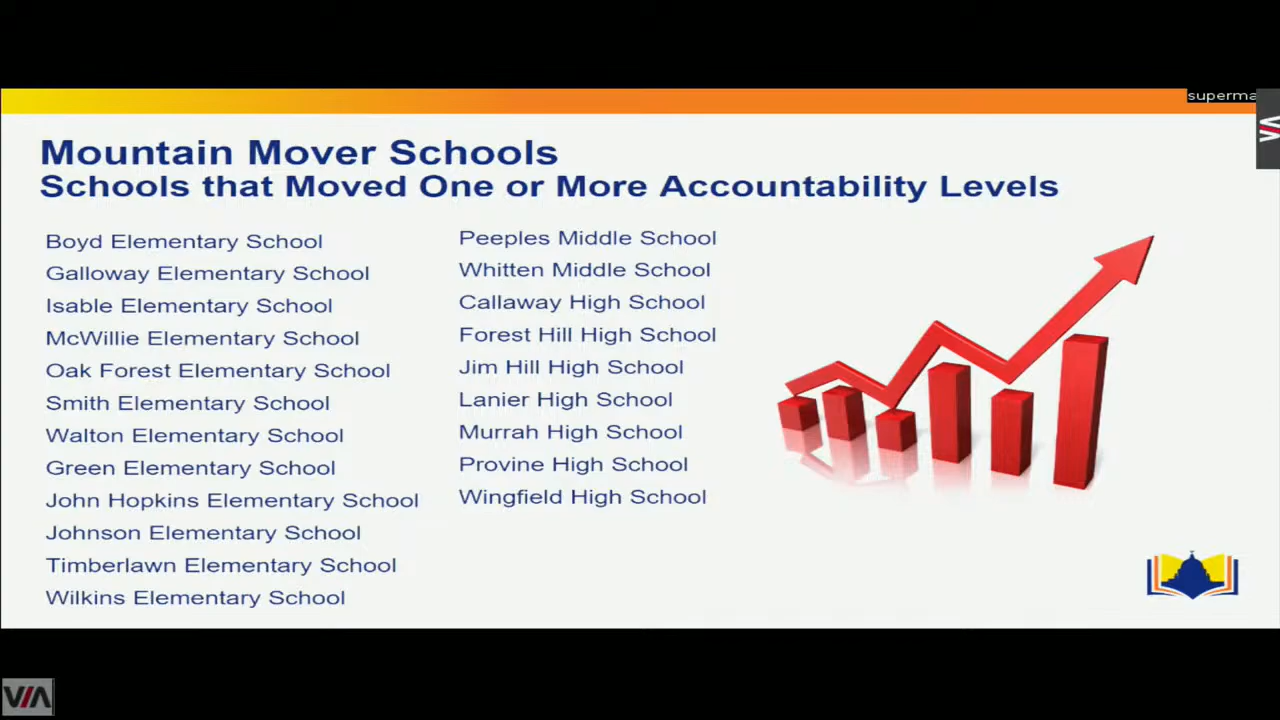 superma
Mountain Mover Schools
Schools that Moved One or More Accountability Levels
Boyd Elementary School
Galloway Elementary School
Isable Elementary School
McWillie Elementary School
Oak Forest Elementary School
Smith Elementary School
Walton Elementary School
Green Elementary School
John Hopkins Elementary School
Johnson Elementary School
Timberlawn Elementary School
Wilkins Elementary School
Peeples Middle School
Whitten Middle School
Callaway High School
Forest Hill High School
Jim Hill High School
Lanier High School
Murrah High School
Provine High School
Wingfield High School
VIA